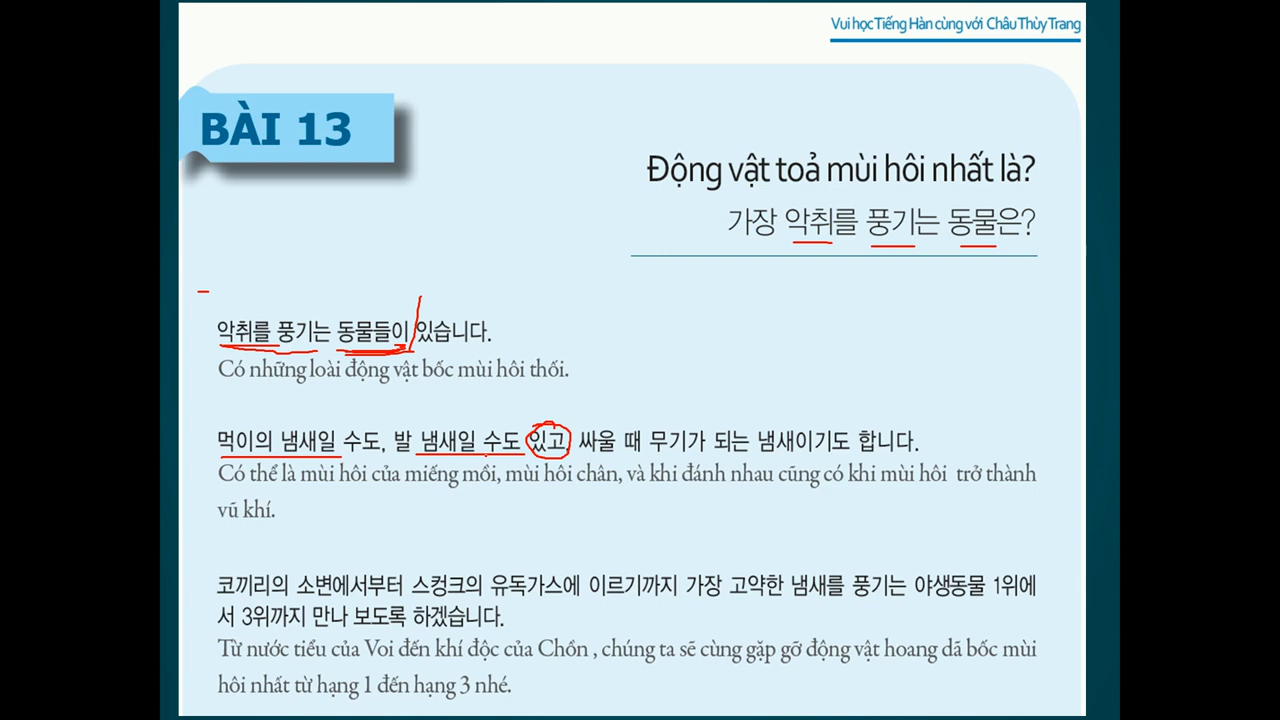 Vui học Tiếng Hàn cùng với Châu Thùy Trang
BÀI 13
Động vật toả mùi hôi nhất là?
가장 악취를 풍기는 동물은?
악취를 풍기는 동물들이 있습니다.
Có những loài động vật bốc mùi hôi thối.
먹이의 냄새일 수도, 발 냄새일 수도 있고, 싸울 때 무기가 되는 냄새이기도 합니다.
Có thể là mùi hôi của miếng mồi, mùi hôi chân, và khi đánh nhau cũng có khi mùi hôi trở thành
vũ khí.
코끼리의 소변에서부터 스컹크의 유독가스에 이르기까지 가장 고약한 냄새를 풍기는 야생동물 1위에
서 3위까지 만나 보도록 하겠습니다.
Từ nước tiểu của Voi đến khí độc của Chồn , chúng ta sẽ cùng gặp gỡ động vật hoang dã bốc mùi
hôi nhất từ hạng 1 đến hạng 3 nhé.